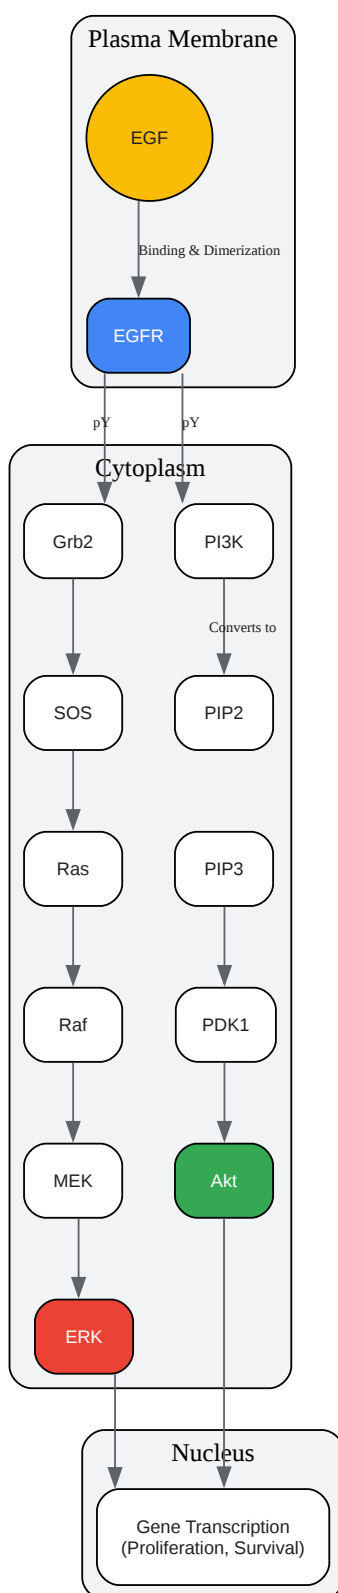 Plasma Membrane
EGF
Binding & Dimerization
EGFR
pY
pY
Cytoplasm
Grb2
PI3K
Converts to
SOS
PIP2
Ras
PIP3
Raf
PDK1
MEK
Akt
ERK
Nucleus
Gene Transcription
(Proliferation, Survival)